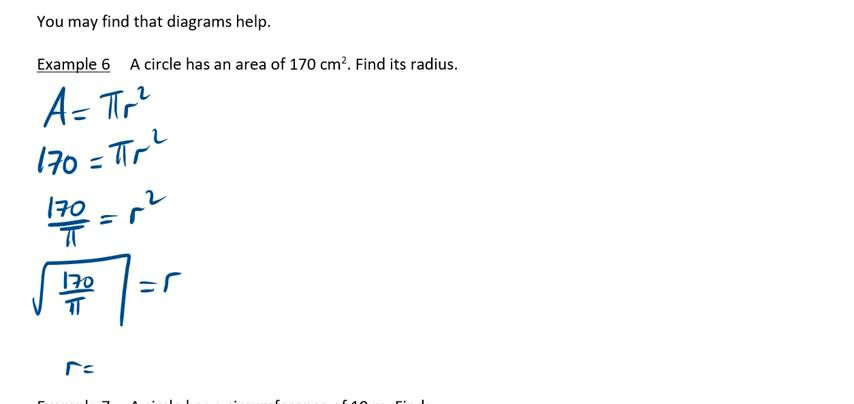 You may find that diagrams help.
Example 6 A circle has an area of 170 cm². Find its radius.
A = πr²
170 = πr²
170/π = r²
√(170/π) = r
r =